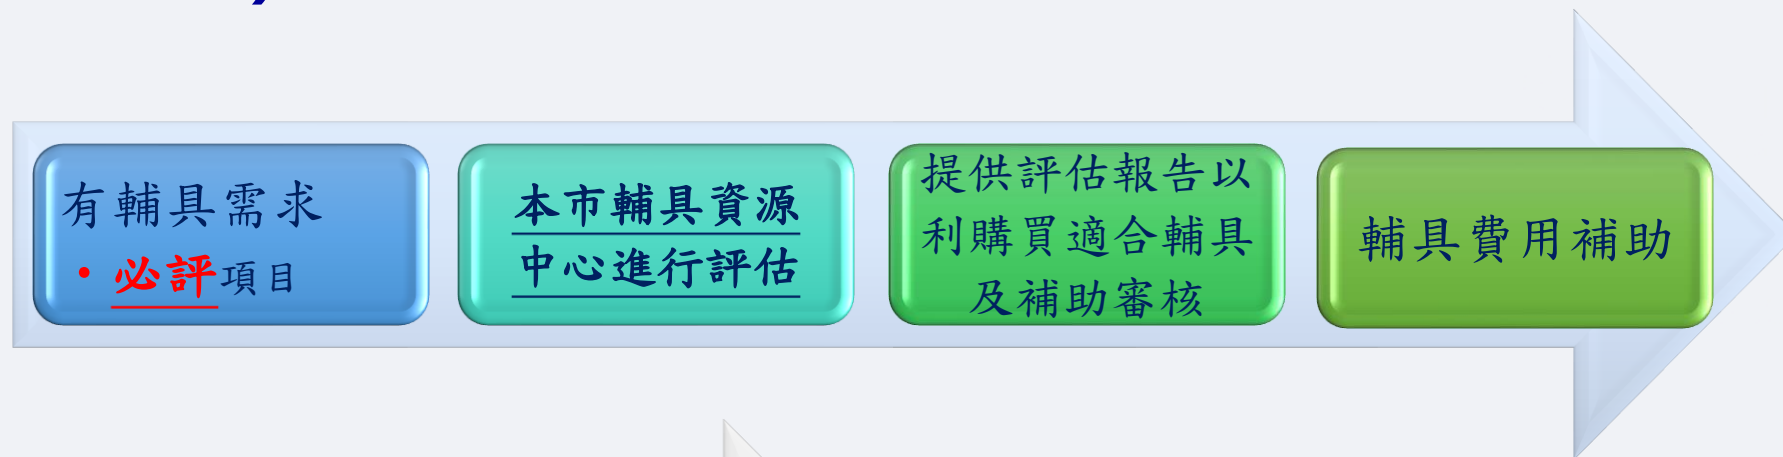 有輔具需求
• 必評項目
本市輔具資源
中心進行評估
提供評估報告以
利購買適合輔具
及補助審核
輔具費用補助